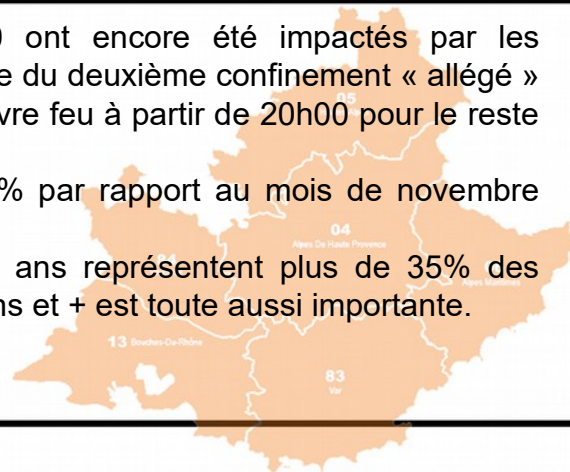 ont encore été impactés par les
e du deuxième confinement « allégé »
vre feu à partir de 20h00 pour le reste
05
% par rapport au mois de novembre
04
Alpes De Haute Provence
84
ans représentent plus de 35% des
Alpes Maritimes
ns et + est toute aussi importante.
13 Bouches-Du-Rhône
83
Var